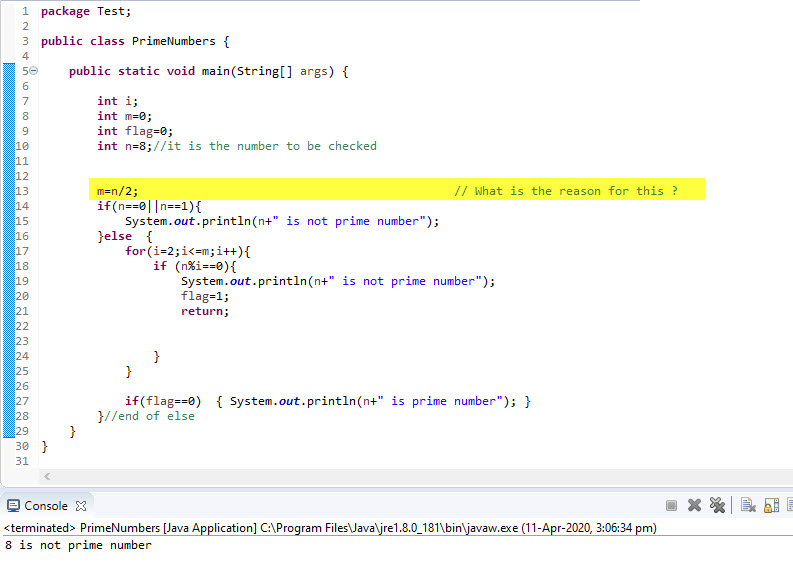 1 package Test;
2
3 public class PrimeNumbers {
4
5 public static void main(String[] args) {
6
7 int i;
8 int m=0;
9 int flag=0;
10 int n=8;//it is the number to be checked
11
12
13 m=n/2; // What is the reason for this ?
14 if(n==0||n==1){
15 System.out.println(n+" is not prime number");
16 }else {
17 for(i=2;i<=m;i++){
18 if (n%i==0){
19 System.out.println(n+" is not prime number");
20 flag=1;
21 return;
22
23
24 }
25 }
26
27 if(flag==0) { System.out.println(n+" is prime number"); }
28 }//end of else
29 }
30 }
31
Console
<terminated> PrimeNumbers [Java Application] C:\Program Files\Java\jre1.8.0_181\bin\javaw.exe (11-Apr-2020, 3:06:34 pm)
8 is not prime number